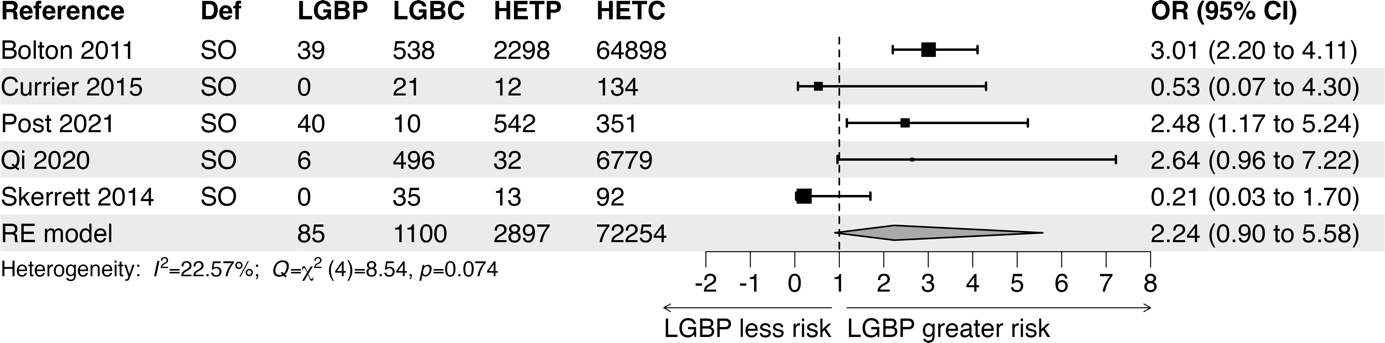 Reference Def LGBP LGBC HETP HETC OR (95% CI)
Bolton 2011 SO 39 538 2298 64898 3.01 (2.20 to 4.11)
Currier 2015 SO 0 21 12 134 0.53 (0.07 to 4.30)
Post 2021 SO 40 10 542 351 2.48 (1.17 to 5.24)
Qi 2020 SO 6 496 32 6779 2.64 (0.96 to 7.22)
Skerrett 2014 SO 0 35 13 92 0.21 (0.03 to 1.70)
RE model 85 1100 2897 72254 2.24 (0.90 to 5.58)
Heterogeneity: I²=22.57%; Q=χ² (4)=8.54, p=0.074
-2 -1 0 1 2 3 4 5 6 7 8
LGBP less risk LGBP greater risk